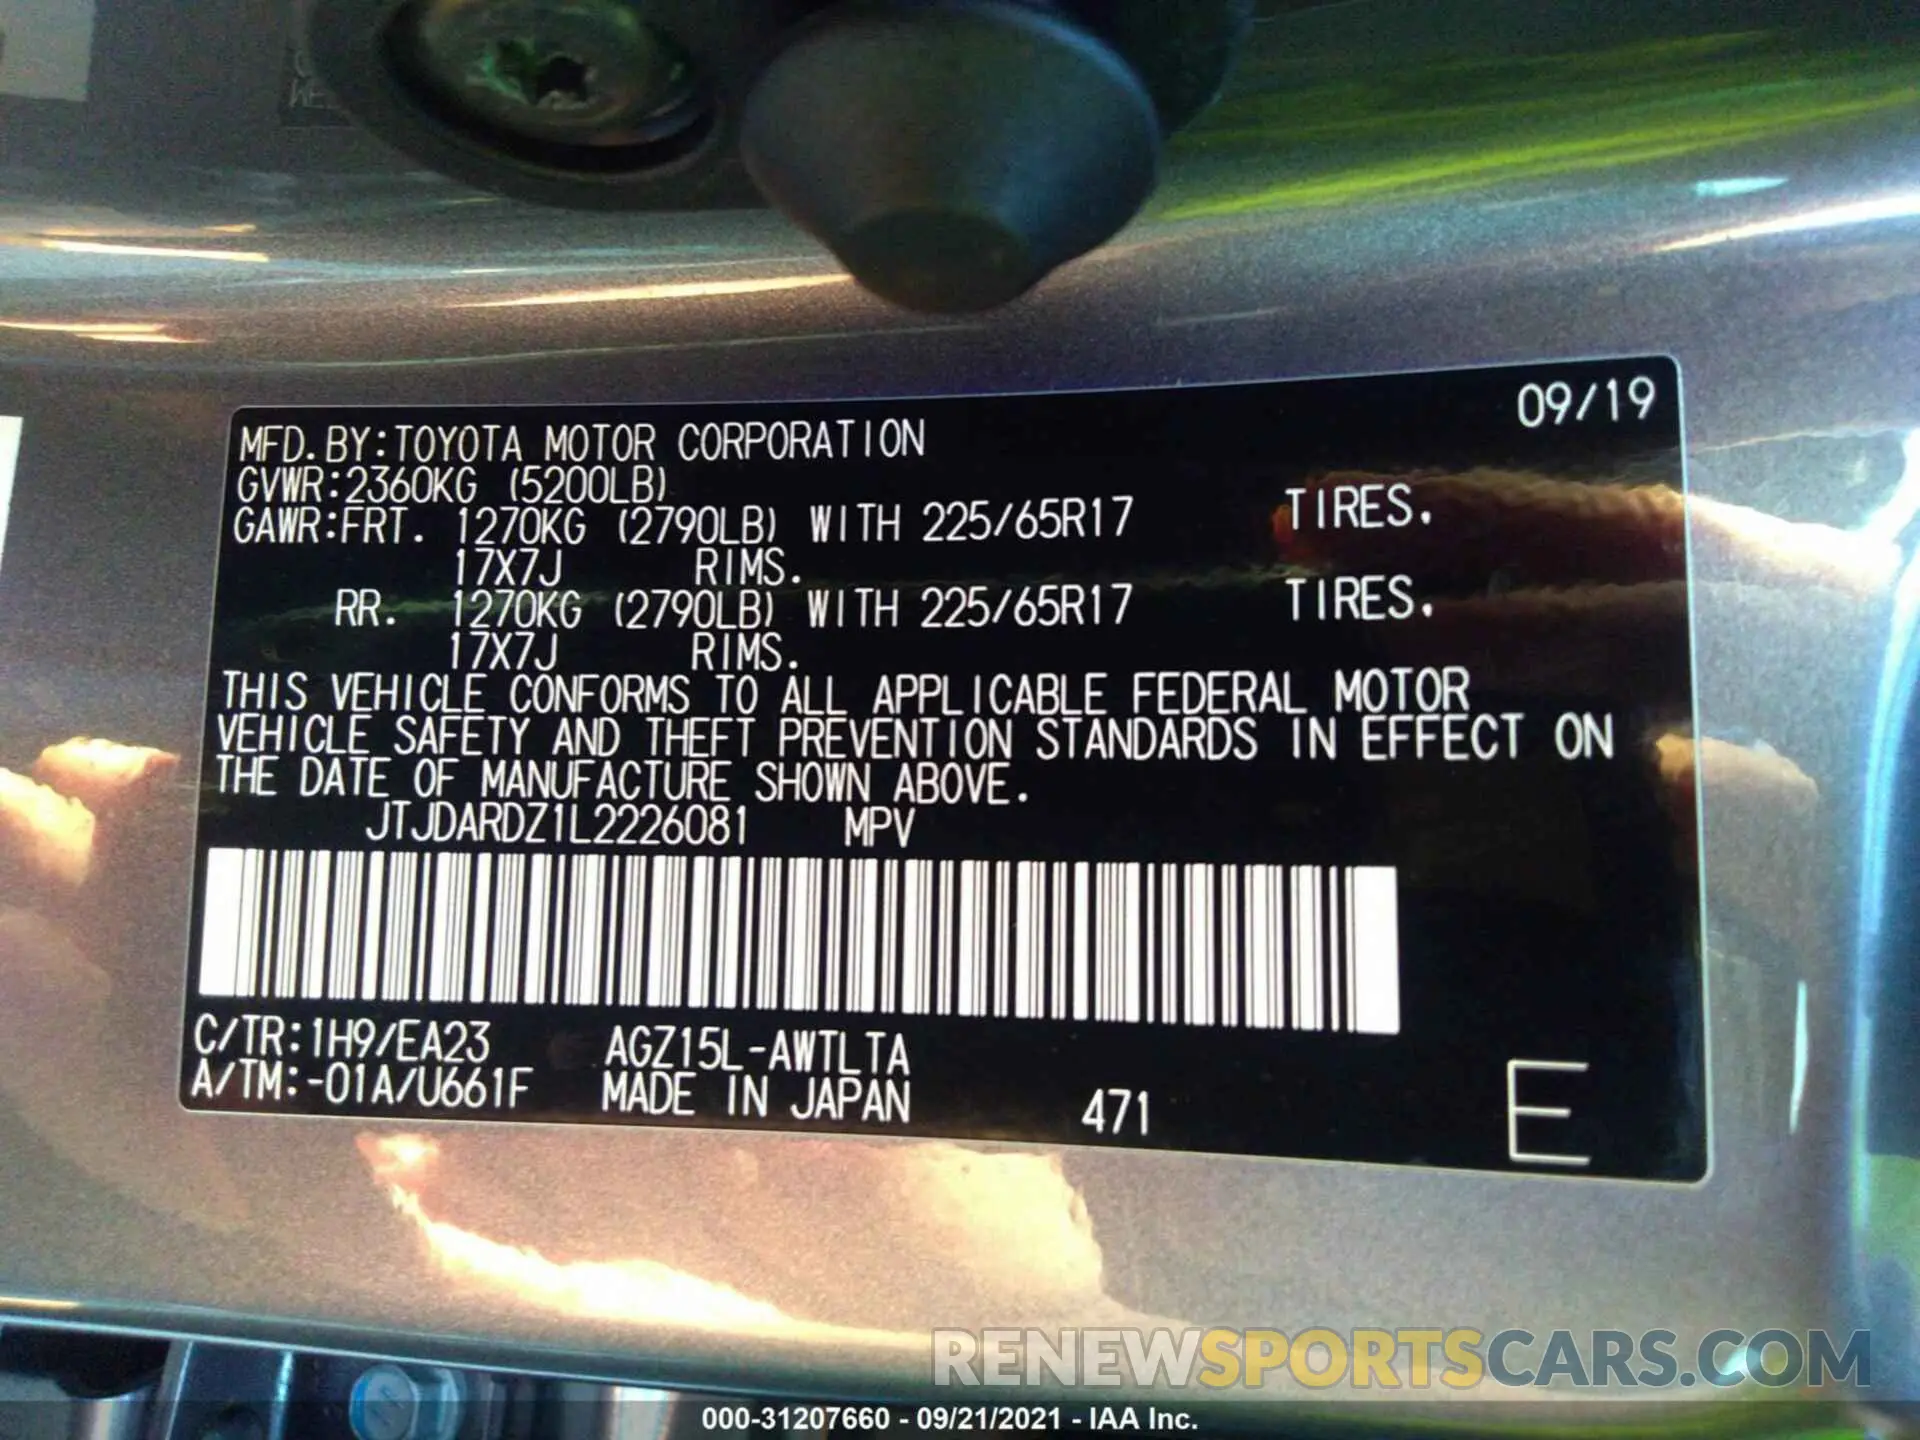 09/19
MFD.BY:TOYOTA MOTOR CORPORATION
GVWR:2360KG (5200LB)
GAWR:FRT. 1270KG (2790LB) WITH 225/65R17 TIRES.
17X7J RIMS.
RR. 1270KG (2790LB) WITH 225/65R17 TIRES.
17X7J RIMS.
THIS VEHICLE CONFORMS TO ALL APPLICABLE FEDERAL MOTOR
VEHICLE SAFETY AND THEFT PREVENTION STANDARDS IN EFFECT ON
THE DATE OF MANUFACTURE SHOWN ABOVE.
JTJDARDZ1L2226081 MPV
C/TR:1H9/EA23 AGZ15L-AWTLTA
A/TM:-01A/U661F MADE IN JAPAN 471 E
RENEWSPORTSCARS.COM
000-31207660 - 09/21/2021 - IAA Inc.